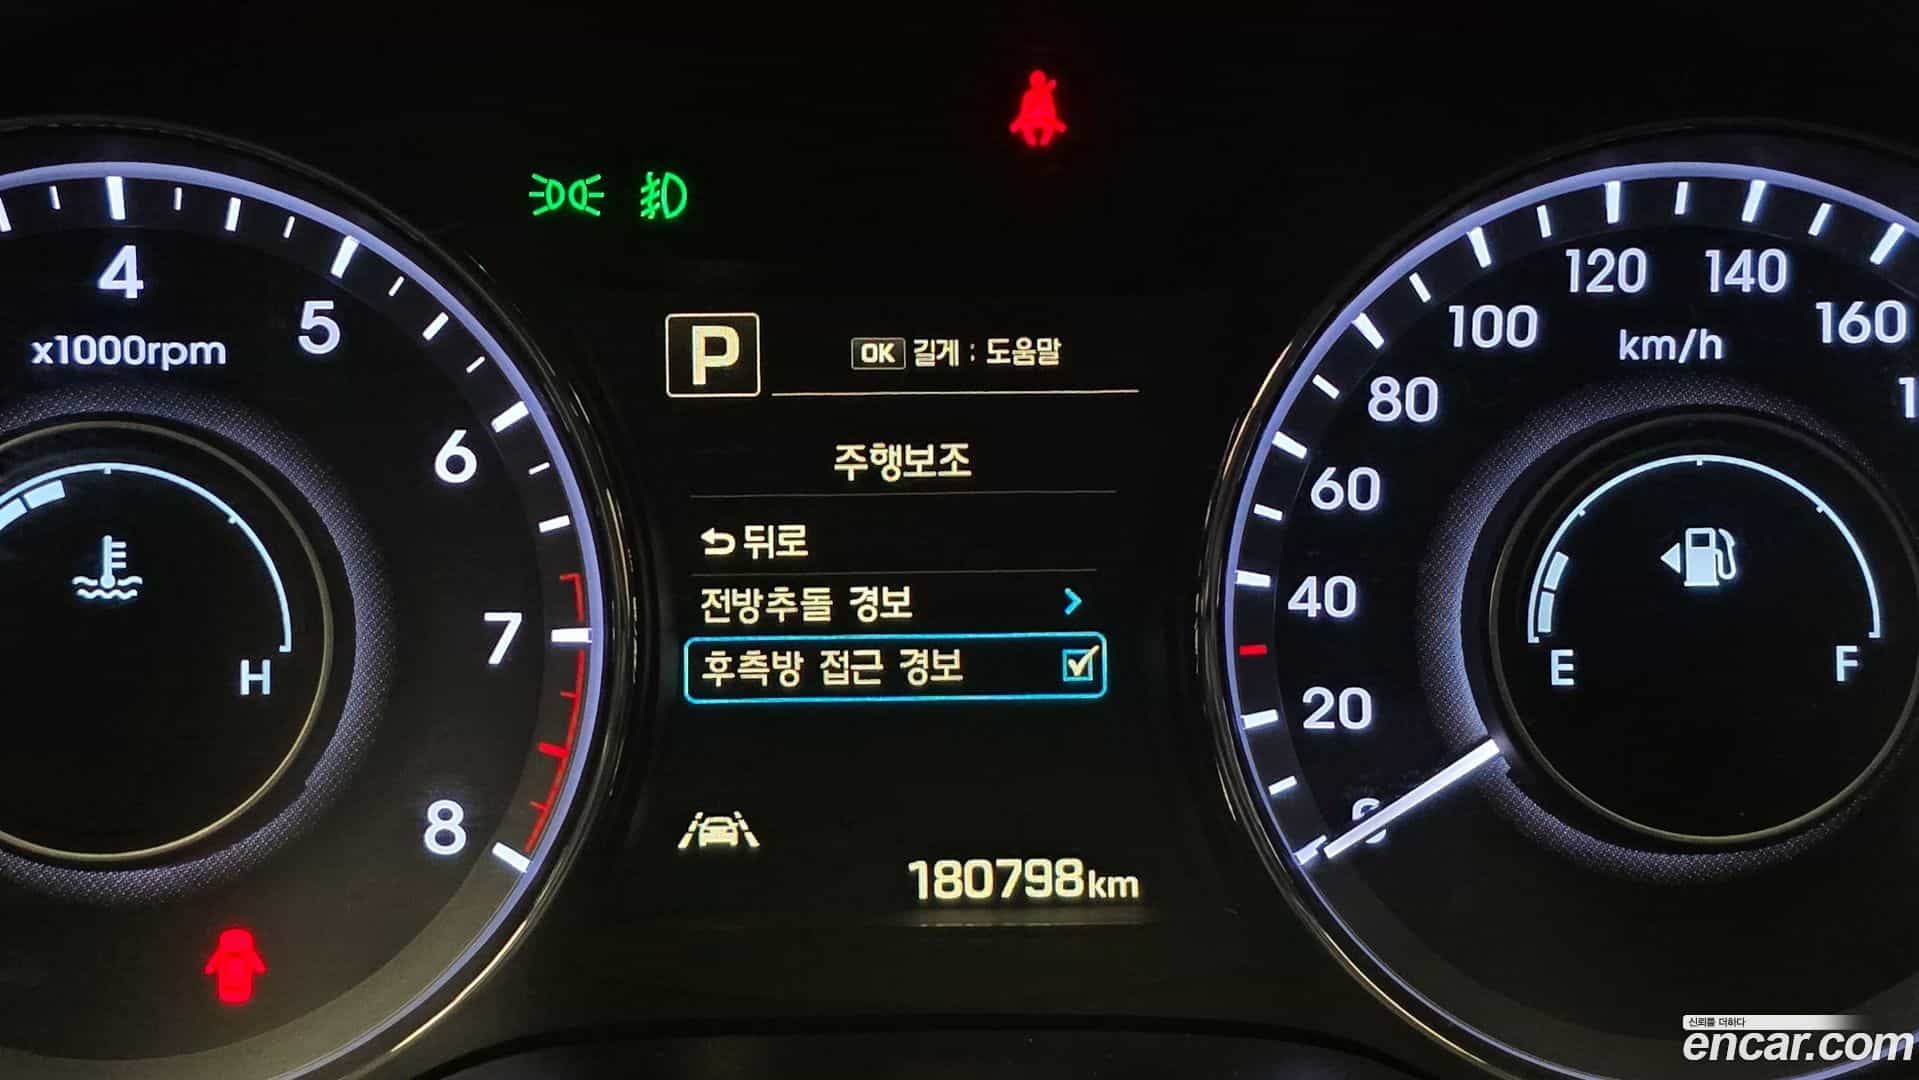 4
5
x1000rpm
6
7
8
H
P
OK 길게 : 도움말
주행보조
뒤로
전방추돌 경보
후측방 접근 경보
180798km
120
140
100
160
km/h
80
60
40
20
E
F
신뢰를 더하다
encar.com